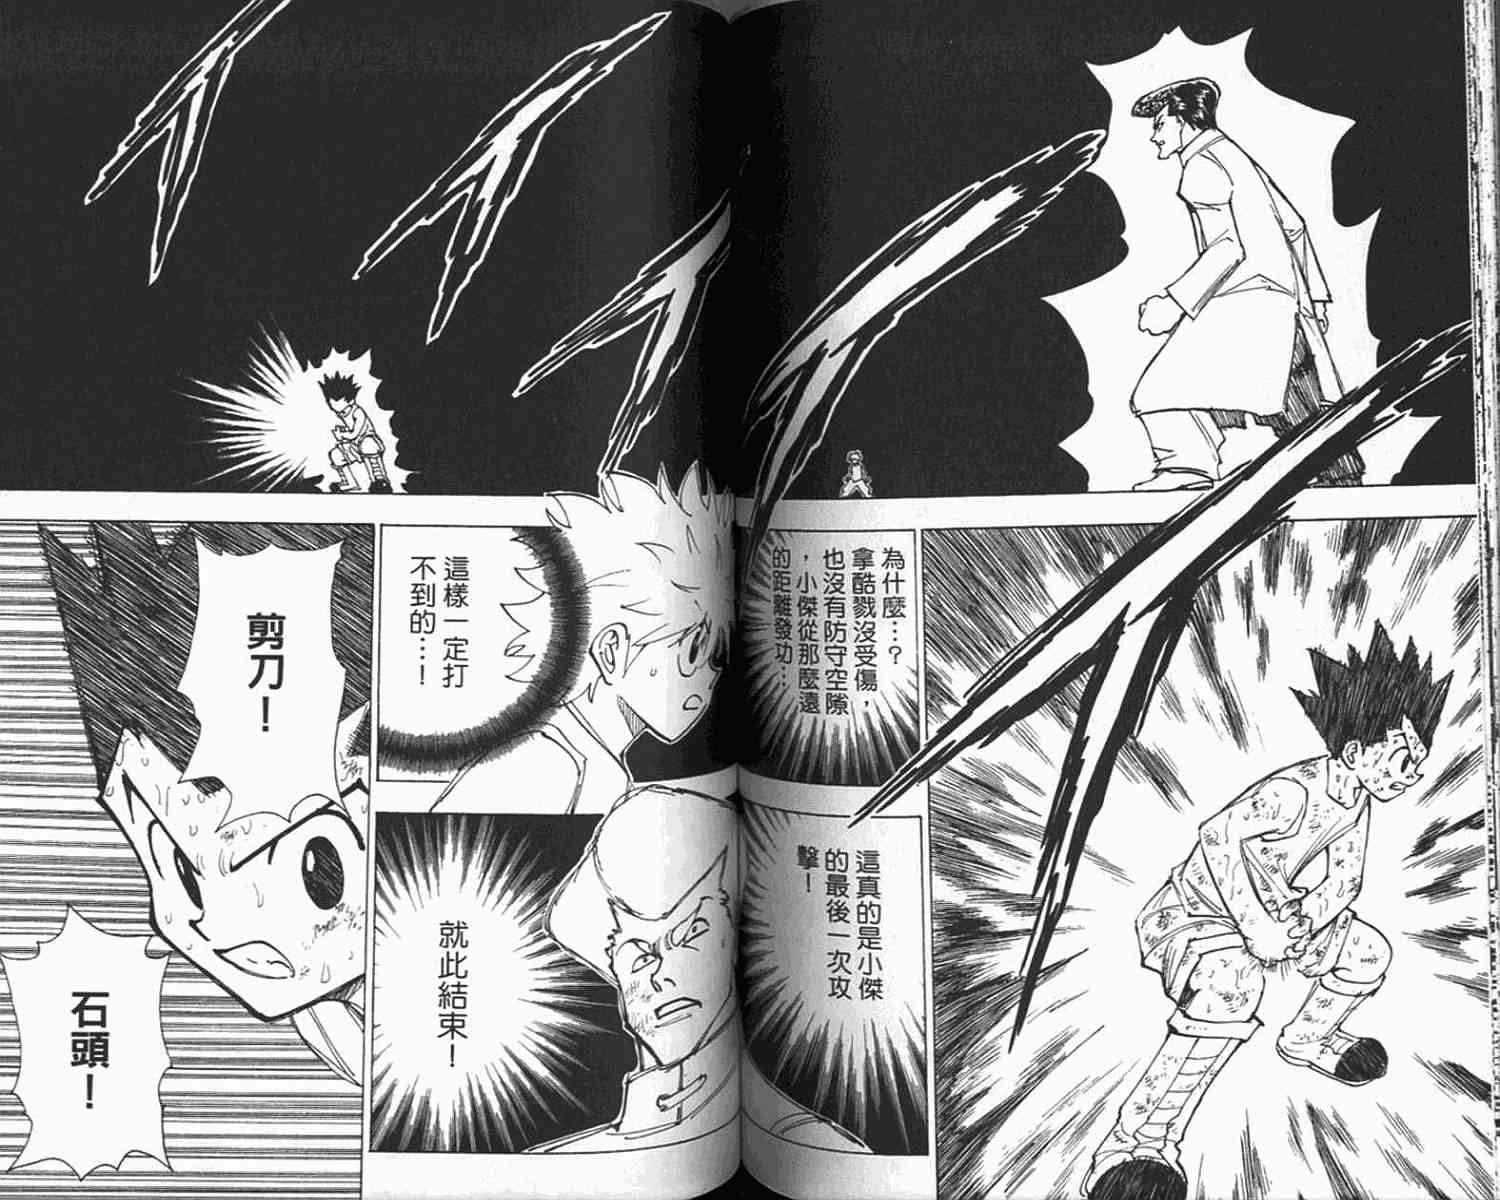 為什麼…？
拿酷戮沒受傷，
也沒有防守空隙
，小傑從那麼遠
的距離發功…
這樣一定打
不到的…！
這真的是小傑
的最後一次攻
擊！
就此結束！
剪刀！
石頭！